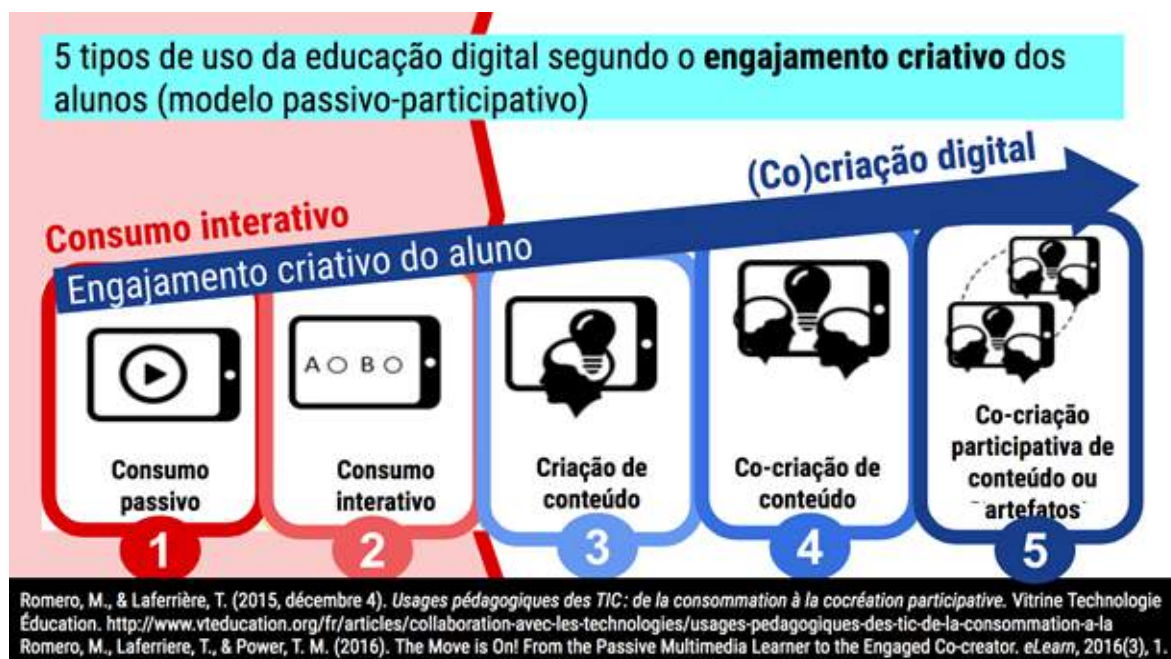 5 tipos de uso da educação digital segundo o engajamento criativo dos
alunos (modelo passivo-participativo)
(Co)criação digital
Consumo interativo
Engajamento criativo do aluno
A B
Consumo
passivo
1
Consumo
interativo
2
Criação de
conteúdo
3
Co-criação de
conteúdo
4
Co-criação
participativa de
conteúdo ou
artefatos
5
Romero, M., & Laferrière, T. (2015, décembre 4). Usages pédagogiques des TIC : de la consommation à la cocréation participative. Vitrine Technologie
Éducation. http://www.vteducation.org/fr/articles/collaboration-avec-les-technologies/usages-pedagogiques-des-tic-de-la-consommation-a-la
Romero, M., Laferrière, T., & Power, T. M. (2016). The Move is On! From the Passive Multimedia Learner to the Engaged Co-creator. eLearn, 2016(3), 1.